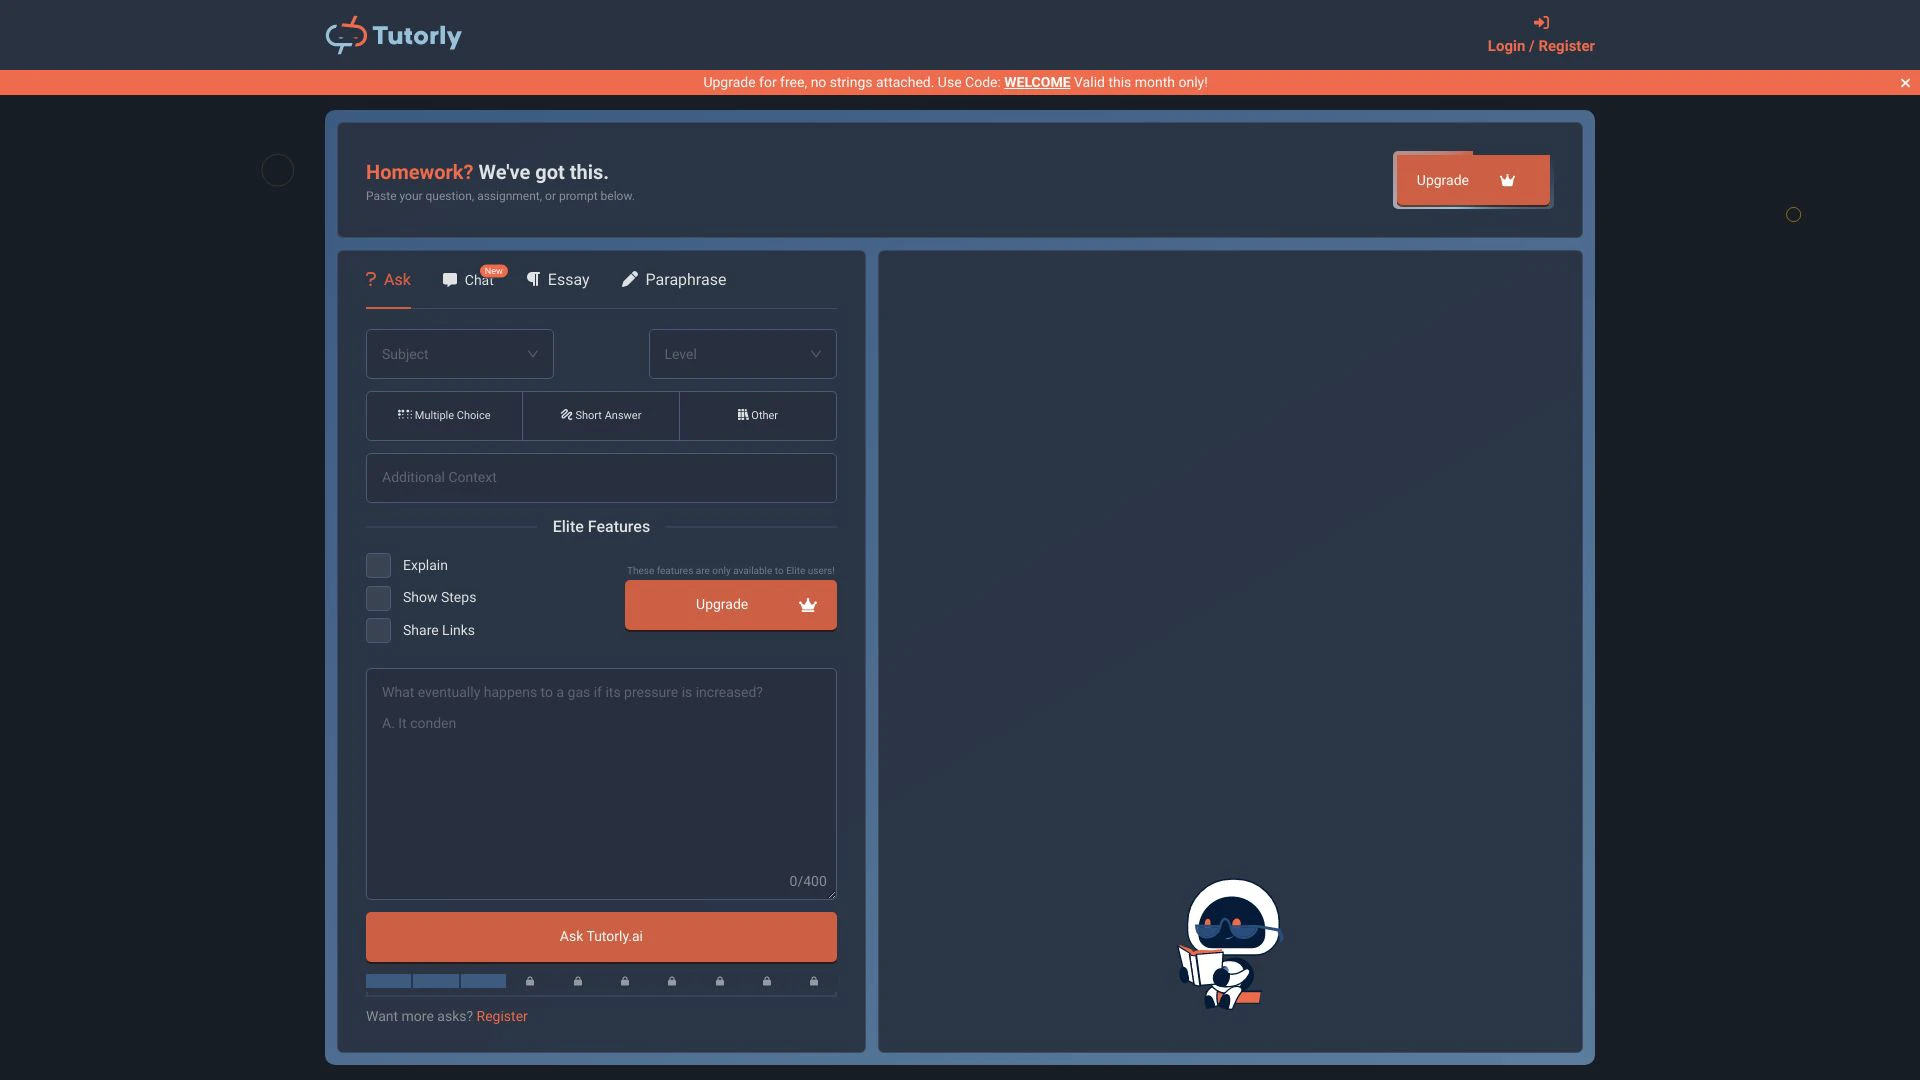 Tutorly
Login / Register
Upgrade for free, no strings attached. Use Code: WELCOME Valid this month only!
Homework? We've got this.
Paste your question, assignment, or prompt below.
Upgrade
? Ask
Chat
New
Essay
Paraphrase
Subject
Level
Multiple Choice
Short Answer
Other
Additional Context
Elite Features
Explain
Show Steps
Share Links
These features are only available to Elite users!
Upgrade
What eventually happens to a gas if its pressure is increased?
A. It conden
0/400
Ask Tutorly.ai
Want more asks? Register